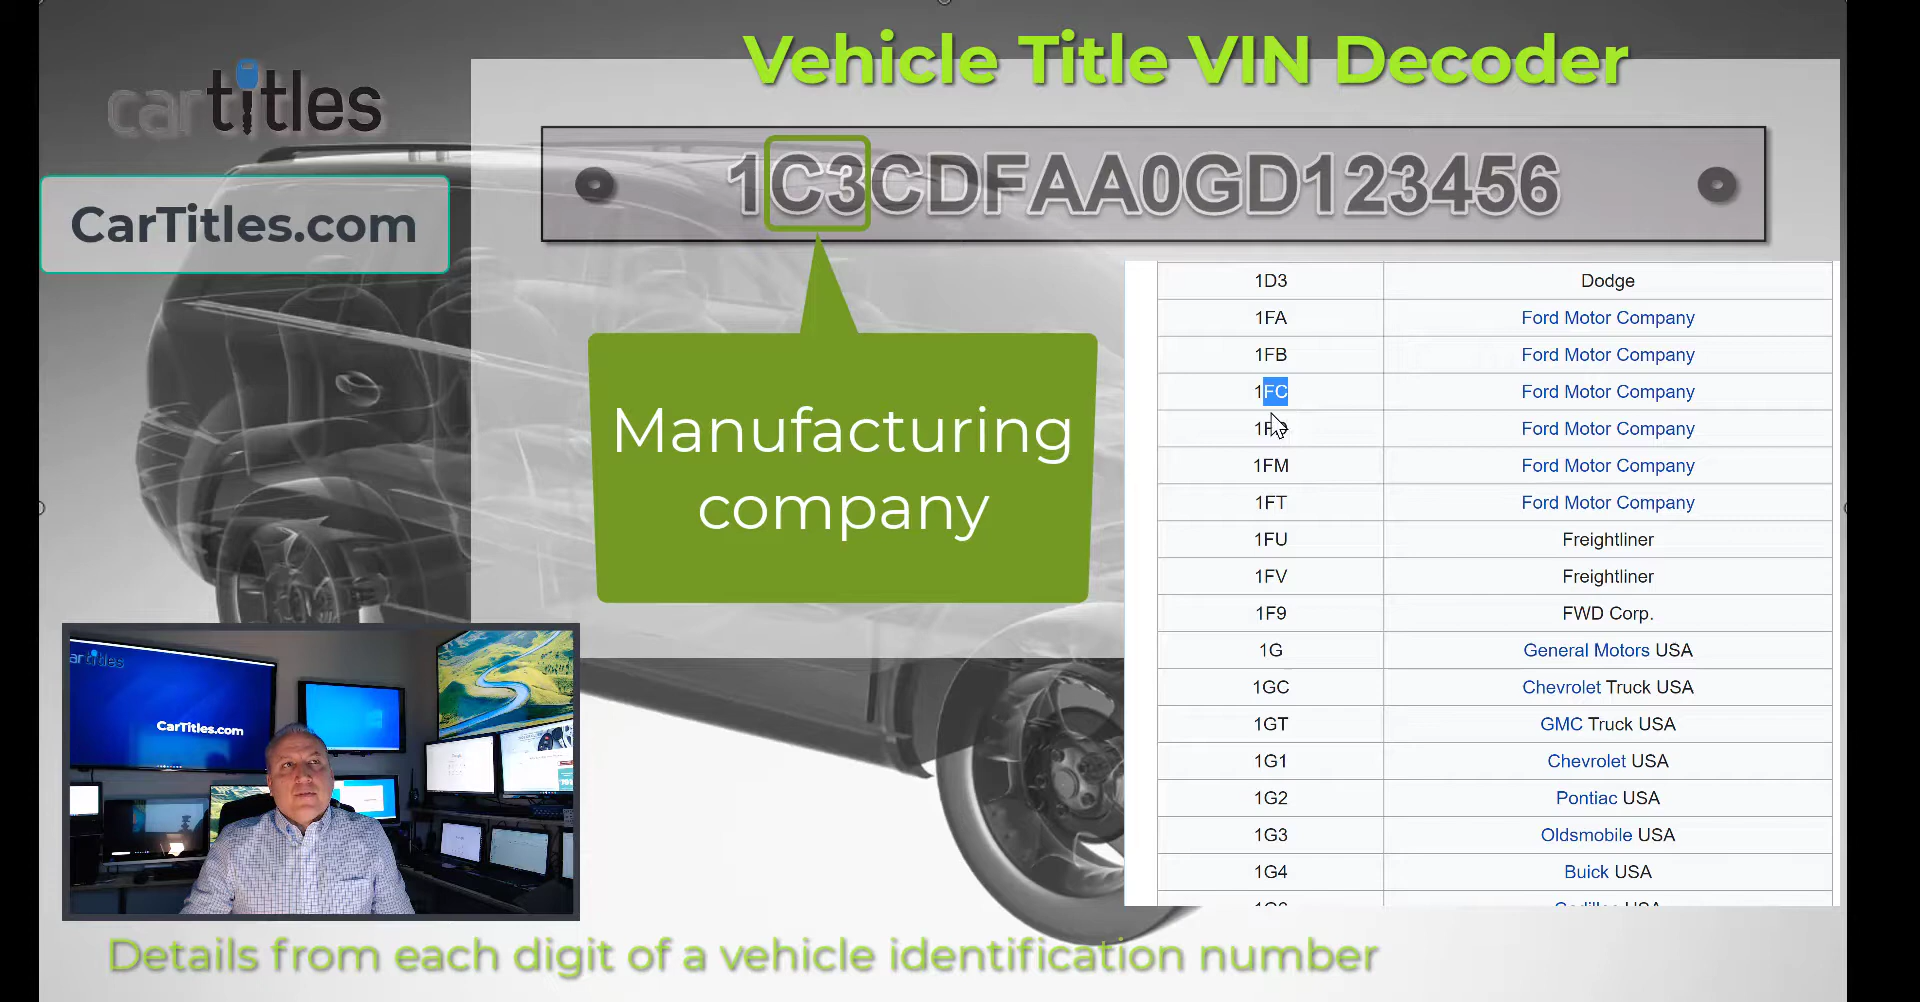 Vehicle Title VIN Decoder
cartitles
1C3CDFAA0GD123456
CarTitles.com
Manufacturing
company
1D3 Dodge
1FA Ford Motor Company
1FB Ford Motor Company
1FC Ford Motor Company
Ford Motor Company
1FM Ford Motor Company
1FT Ford Motor Company
1FU Freightliner
1FV Freightliner
1F9 FWD Corp.
1G General Motors USA
1GC Chevrolet Truck USA
1GT GMC Truck USA
1G1 Chevrolet USA
1G2 Pontiac USA
1G3 Oldsmobile USA
1G4 Buick USA
cartitles
CarTitles.com
Details from each digit of a vehicle identification number